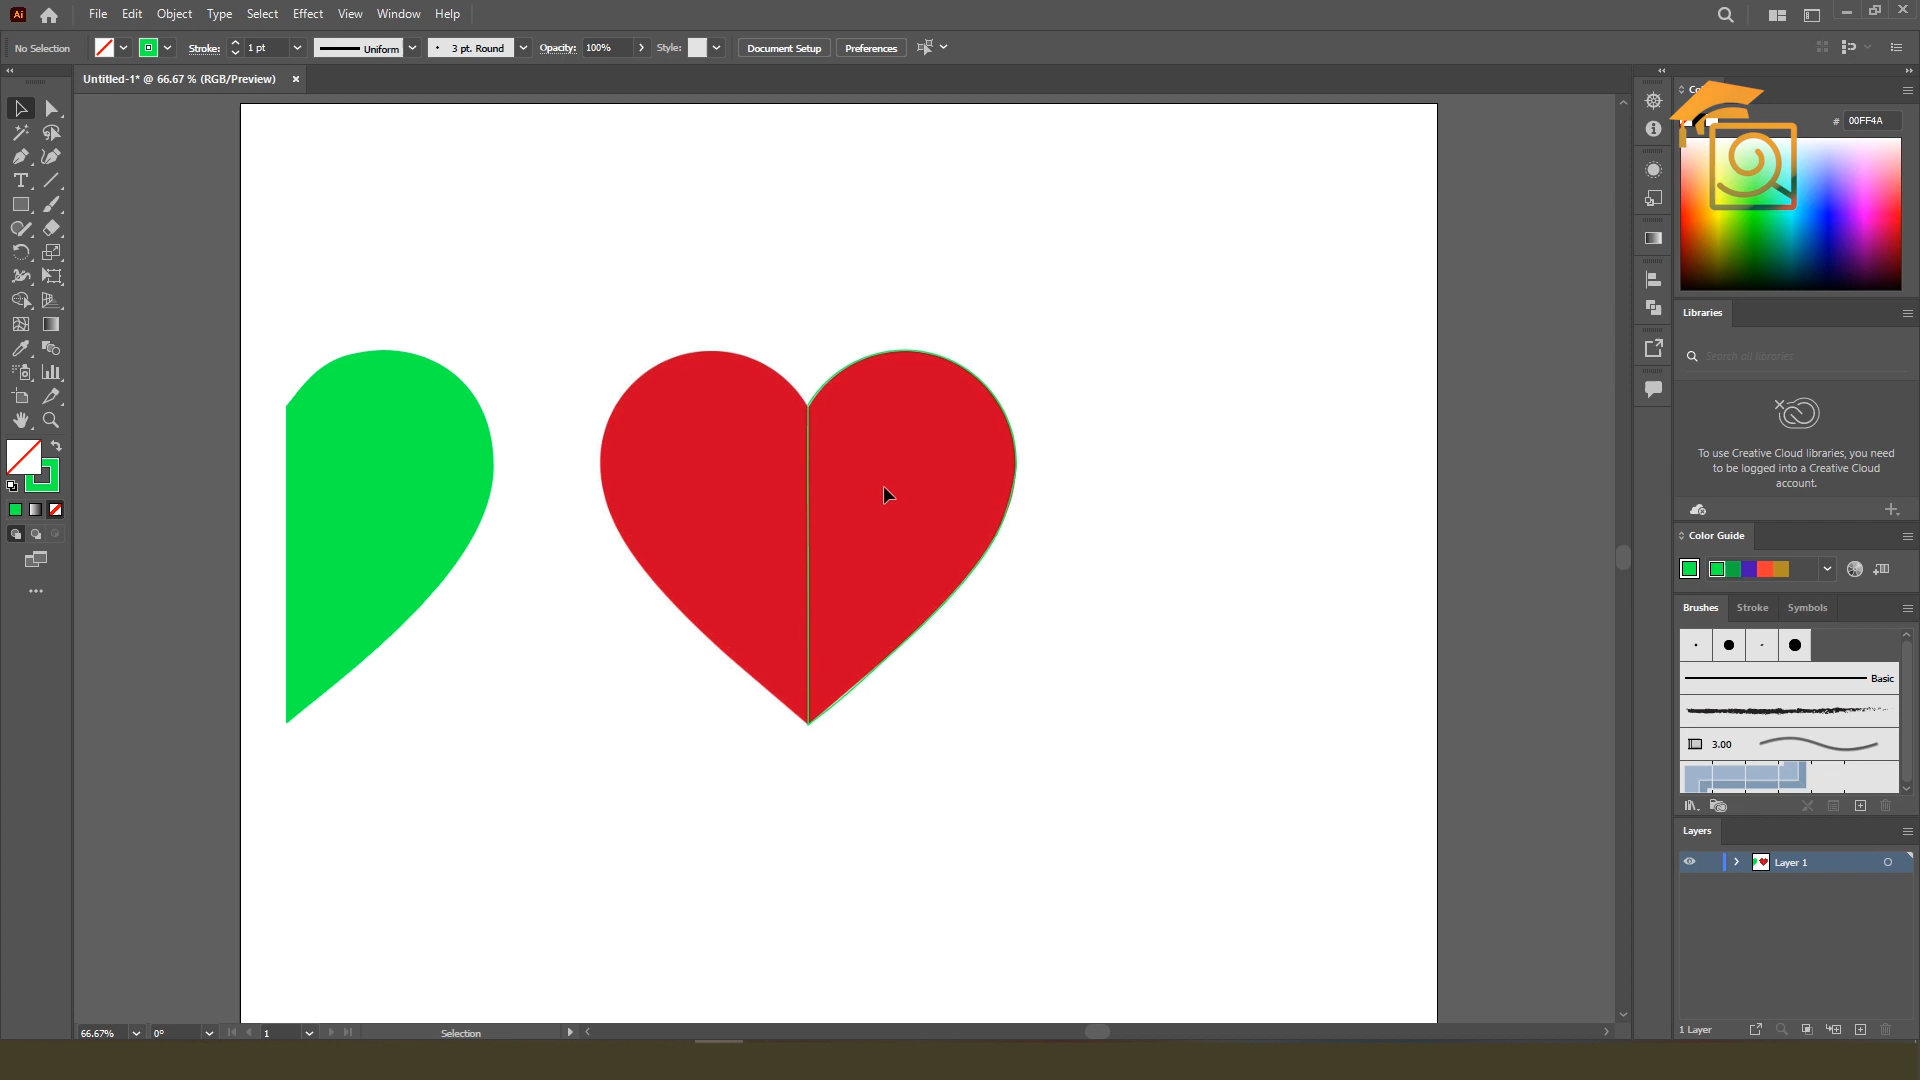 Ai File Edit Object Type Select Effect View Window Help
No Selection Stroke: 1 pt Uniform 3 pt. Round Opacity: 100% Style: Document Setup Preferences
Untitled-1* @ 66.67 % (RGB/Preview) ×
# 00FF4A
Libraries
Search all libraries
To use Creative Cloud libraries, you need
to be logged into a Creative Cloud
account.
Color Guide
Brushes Stroke Symbols
Basic
3.00
Layers
Layer 1
1 Layer
66.67% 0° 1 Selection